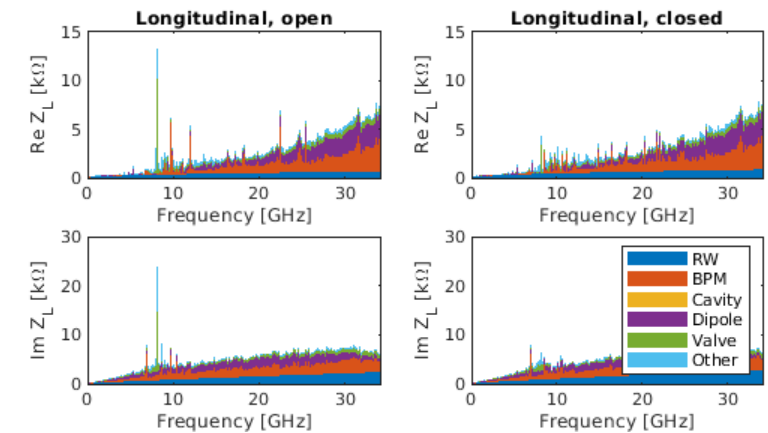 Longitudinal, open
Longitudinal, closed
Re Z_L [kΩ]
15
10
5
0
0 10 20 30
Frequency [GHz]
Re Z_L [kΩ]
15
10
5
0
0 10 20 30
Frequency [GHz]
Im Z_L [kΩ]
30
20
10
0
0 10 20 30
Frequency [GHz]
Im Z_L [kΩ]
30
20
10
0
0 10 20 30
Frequency [GHz]
RW
BPM
Cavity
Dipole
Valve
Other